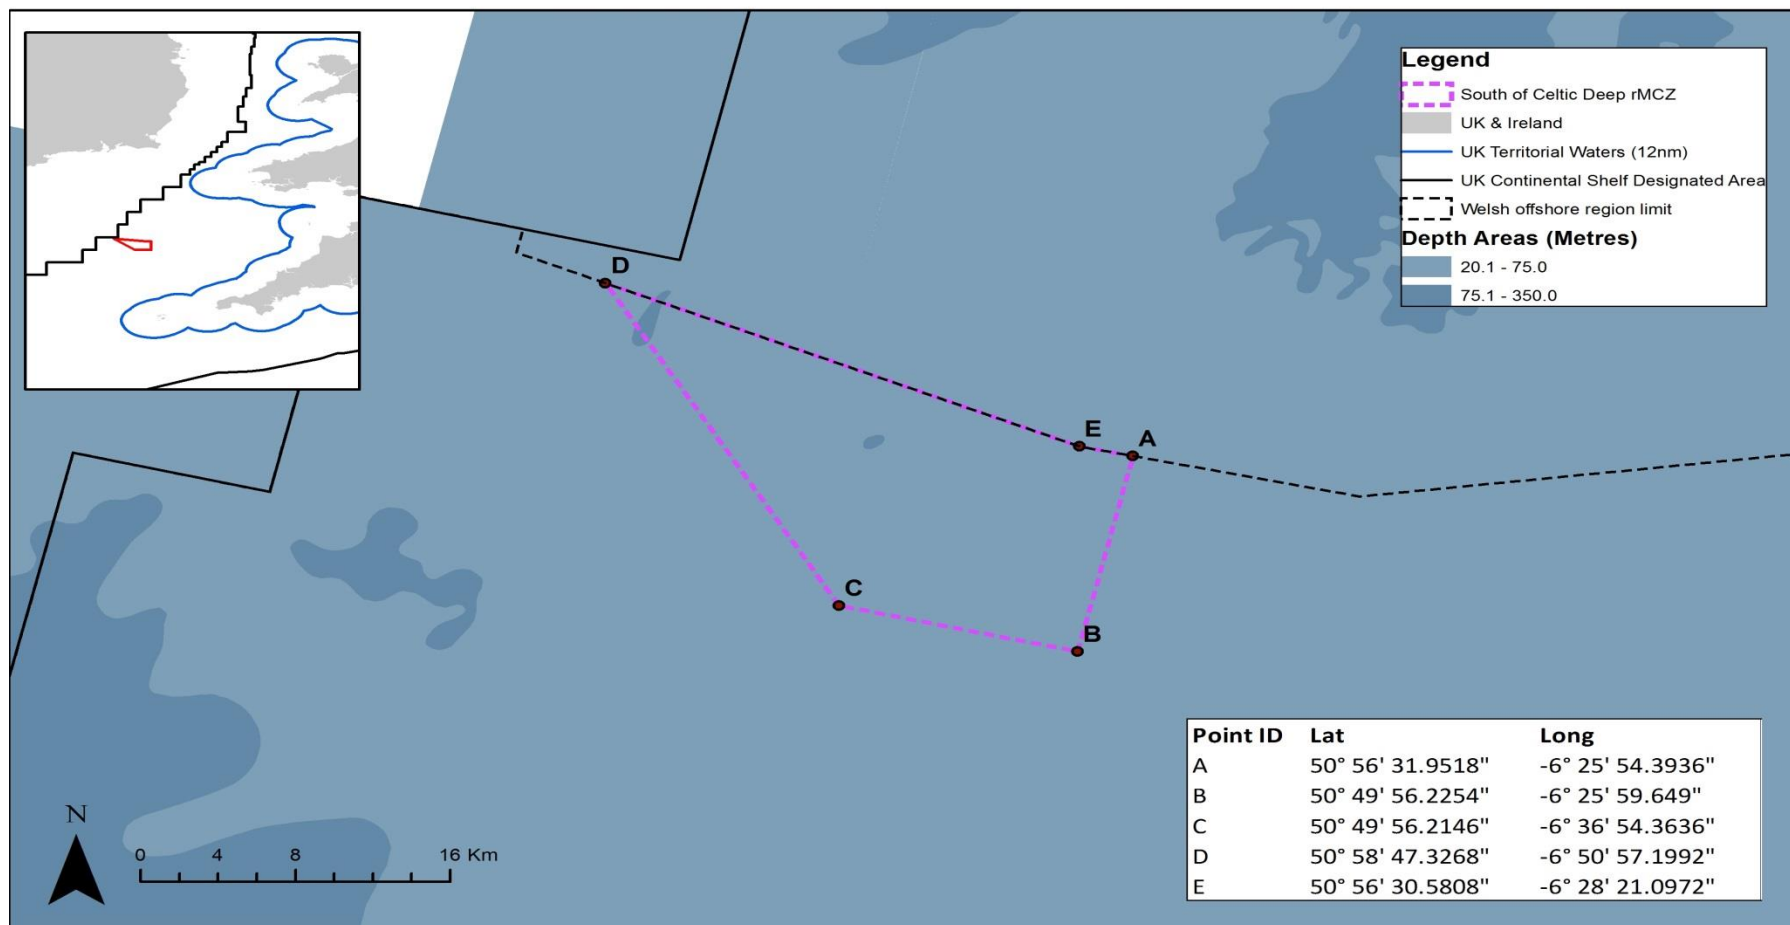 Legend
South of Celtic Deep rMCZ
UK & Ireland
UK Territorial Waters (12nm)
UK Continental Shelf Designated Area
Welsh offshore region limit
Depth Areas (Metres)
20.1 - 75.0
75.1 - 350.0
D
E
A
C
B
Point ID Lat Long
A 50° 56' 31.9518" -6° 25' 54.3936"
B 50° 49' 56.2254" -6° 25' 59.649"
C 50° 49' 56.2146" -6° 36' 54.3636"
D 50° 58' 47.3268" -6° 50' 57.1992"
E 50° 56' 30.5808" -6° 28' 21.0972"
N
0 4 8 16 Km